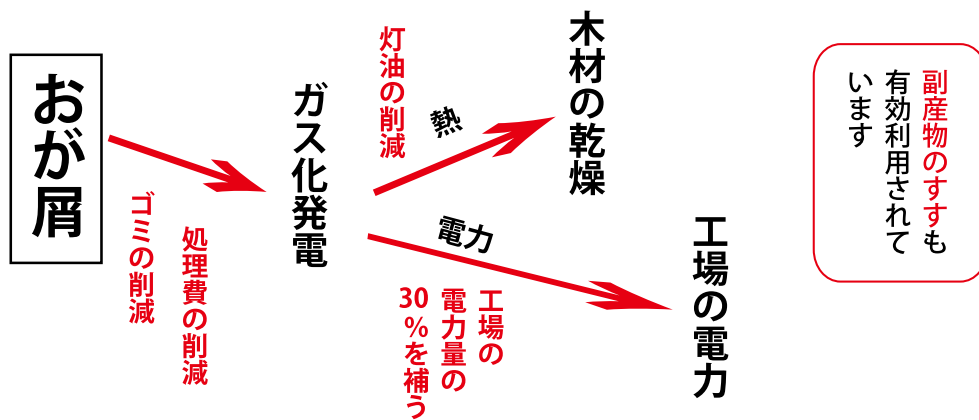 おが屑
ゴミの削減
処理費の削減
ガス化発電
灯油の削減
熱
木材の乾燥
電力
工場の
電力量の
30%を補う
工場の電力
副産物のすすも
有効利用されて
います